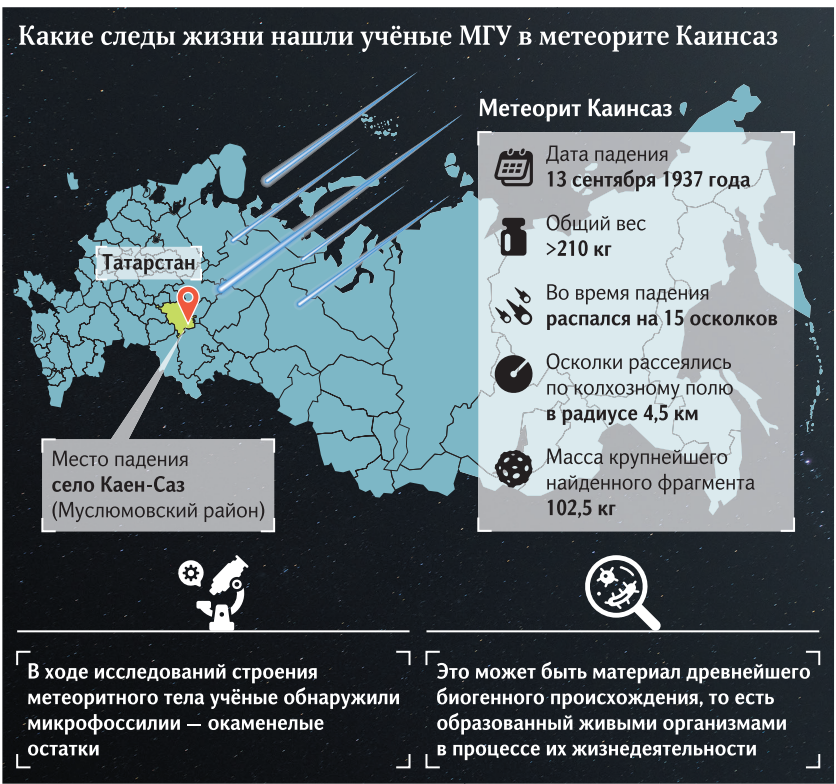 Какие следы жизни нашли учёные МГУ в метеорите Каинсаз
Метеорит Каинсаз
Дата падения
13 сентября 1937 года
Общий вес
>210 кг
Во время падения
распался на 15 осколков
Осколки рассеялись
по колхозному полю
в радиусе 4,5 км
Масса крупнейшего
найденного фрагмента
102,5 кг
Татарстан
Место падения
село Каен-Саз
(Муслюмовский район)
В ходе исследований строения
метеоритного тела учёные обнаружили
микрофоссилии — окаменелые
остатки
Это может быть материал древнейшего
биогенного происхождения, то есть
образованный живыми организмами
в процессе их жизнедеятельности